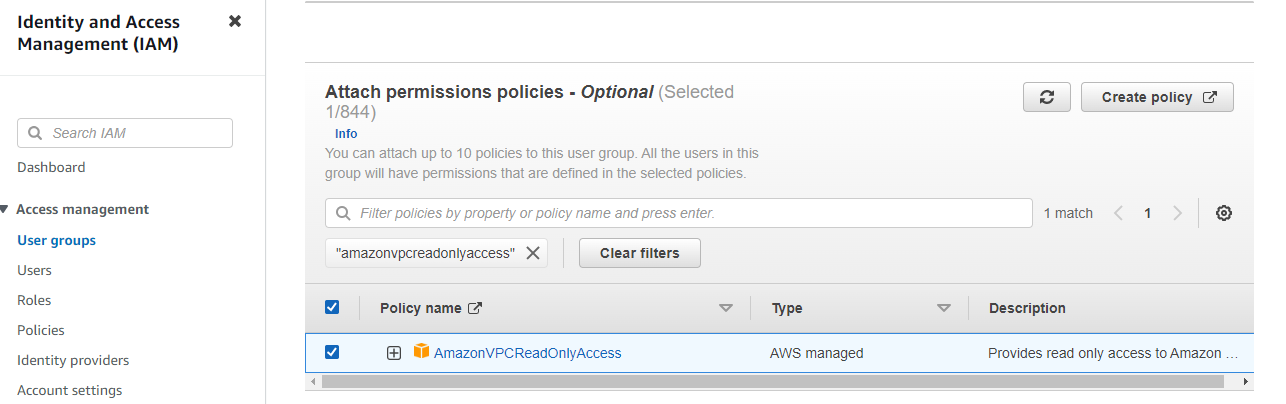 Identity and Access
Management (IAM)
Search IAM
Dashboard
Access management
User groups
Users
Roles
Policies
Identity providers
Account settings
Attach permissions policies - Optional (Selected
1/844)
Info
You can attach up to 10 policies to this user group. All the users in this
group will have permissions that are defined in the selected policies.
Create policy
Filter policies by property or policy name and press enter.
1 match
1
"amazonvpcreadonlyaccess"
Clear filters
Policy name
Type
Description
AmazonVPCReadOnlyAccess
AWS managed
Provides read only access to Amazon ...